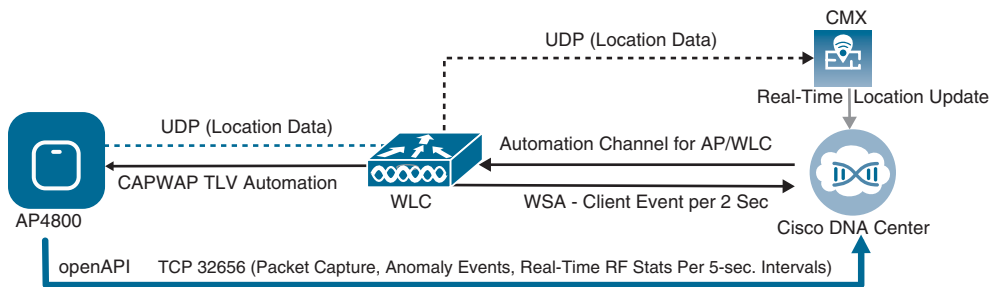 CMX
UDP (Location Data)
Real-Time Location Update
UDP (Location Data)
Automation Channel for AP/WLC
CAPWAP TLV Automation
WLC
WSA - Client Event per 2 Sec
AP4800
Cisco DNA Center
openAPI TCP 32656 (Packet Capture, Anomaly Events, Real-Time RF Stats Per 5-sec. Intervals)